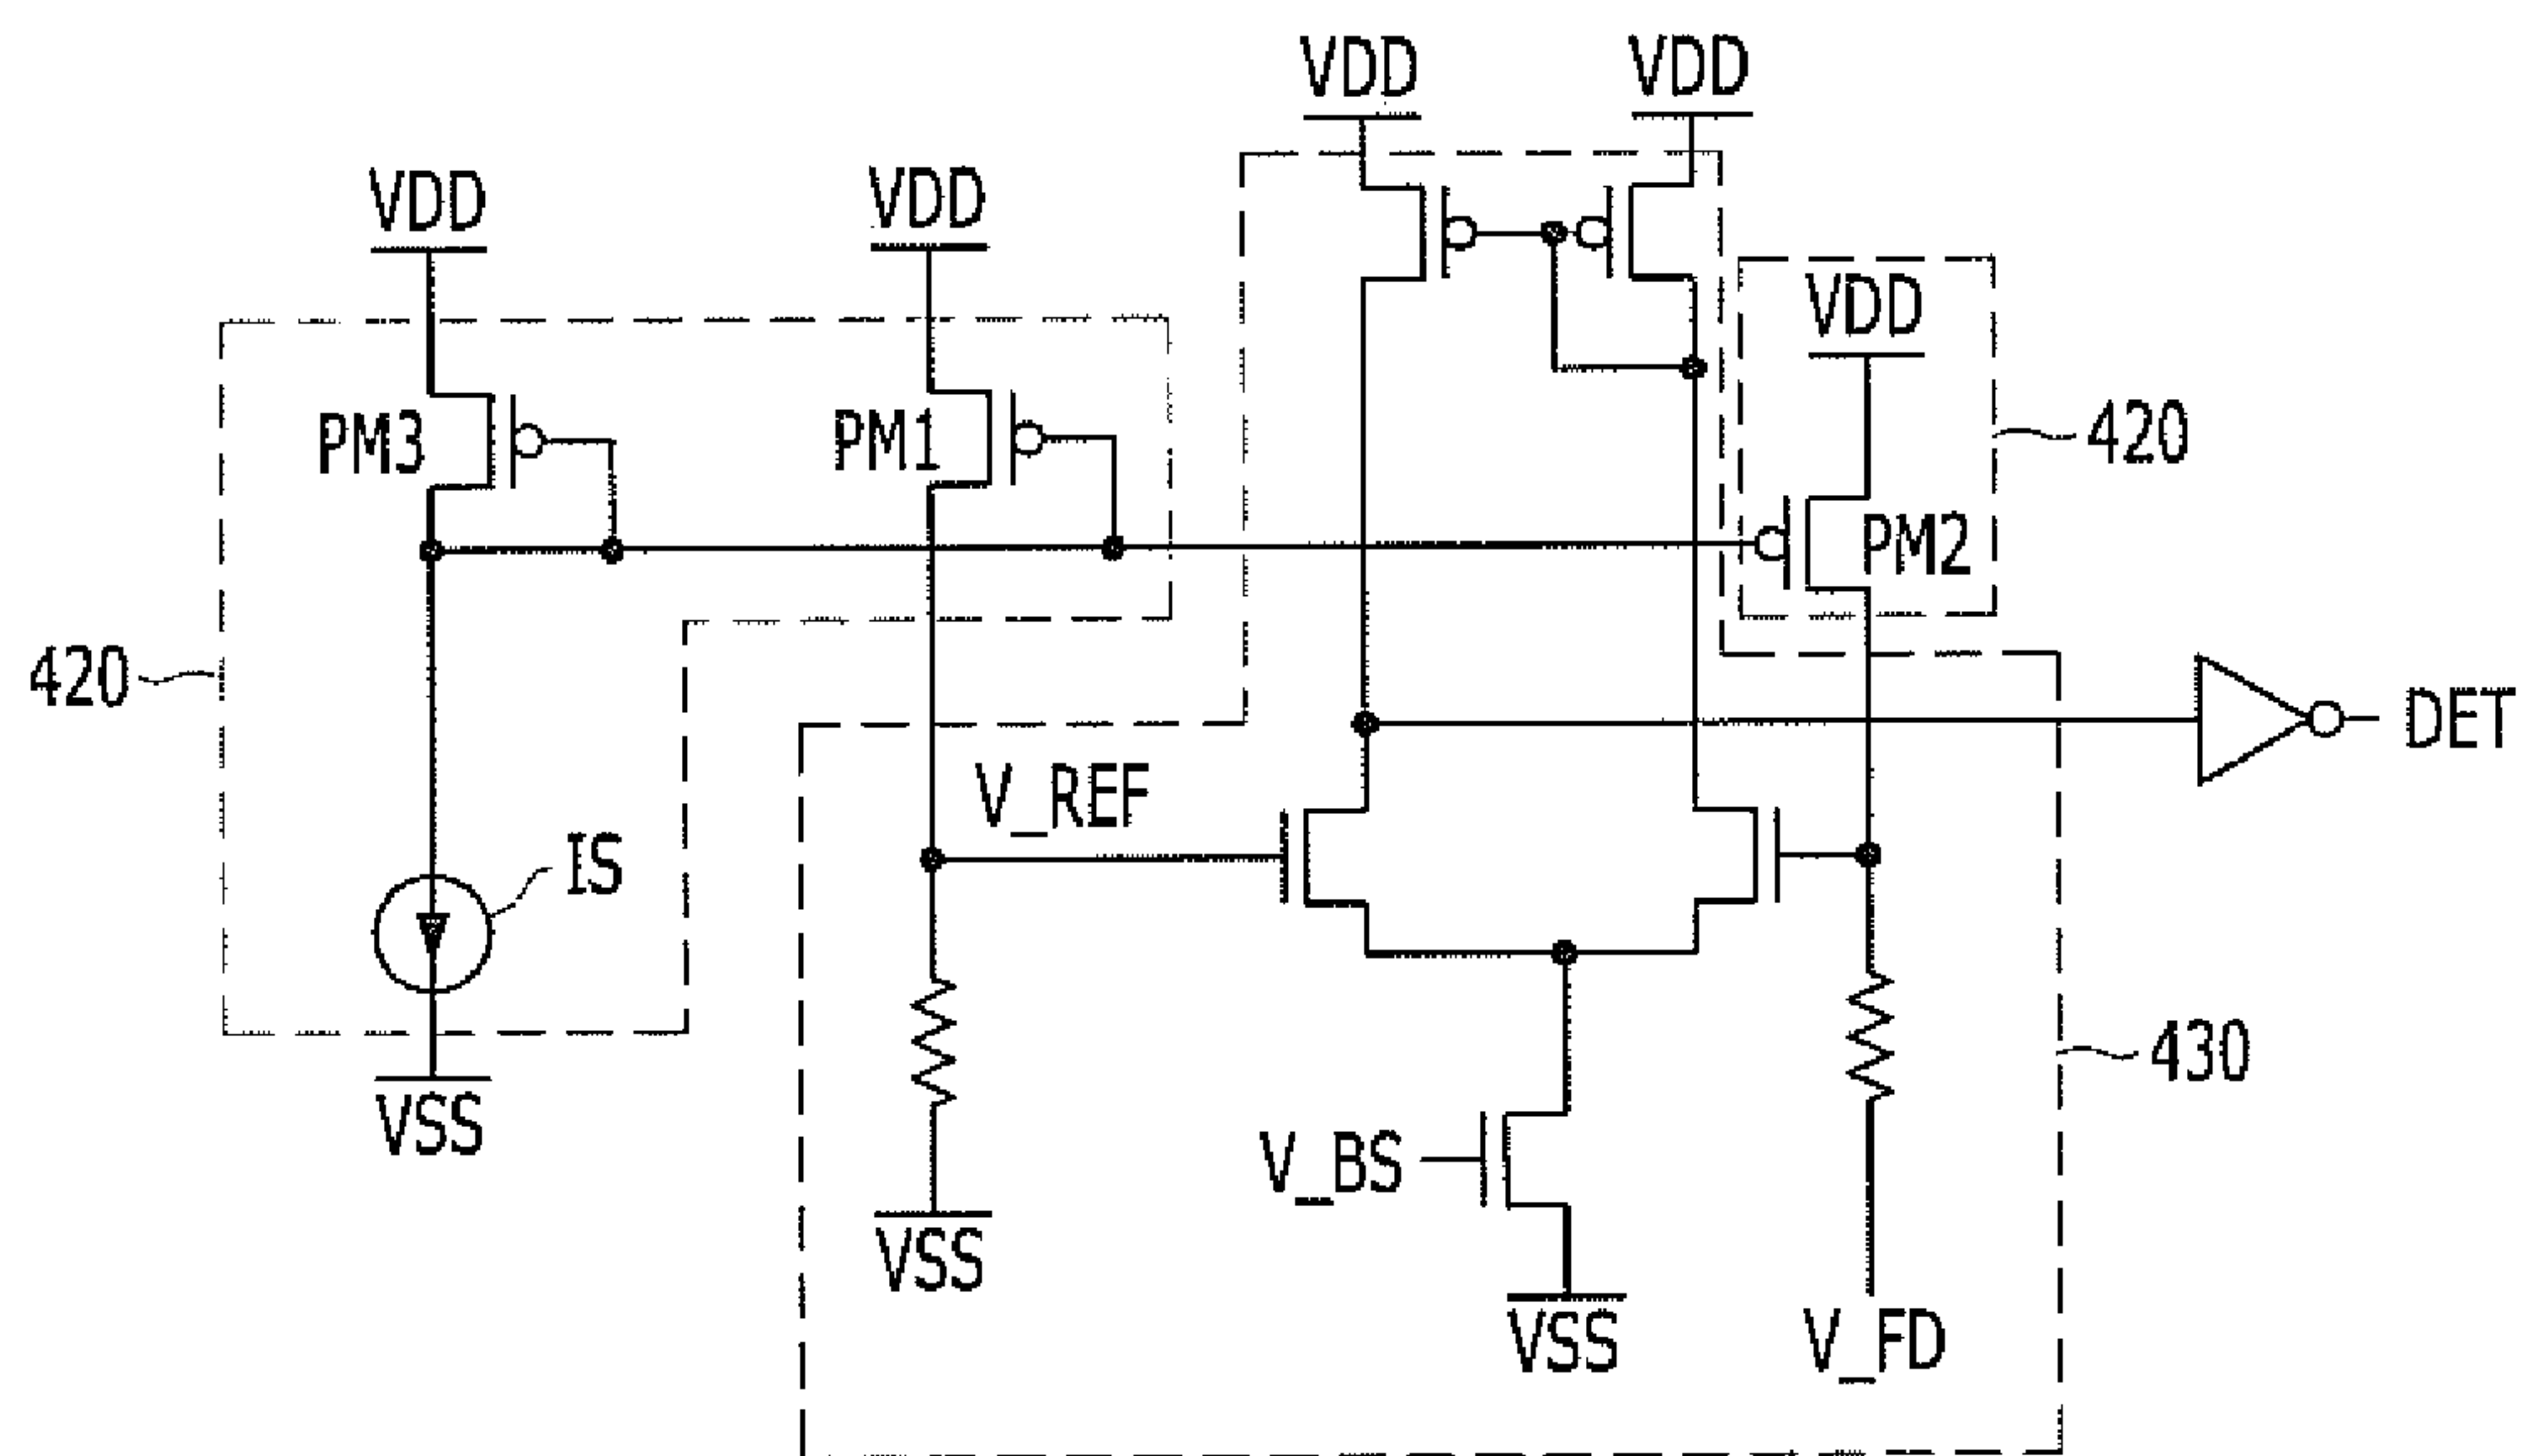 VDD
VDD
VDD
VDD
VDD
PM3
PM1
420
PM2
420
DET
V_REF
IS
430
V_BS
VSS
VSS
VSS
V_FD